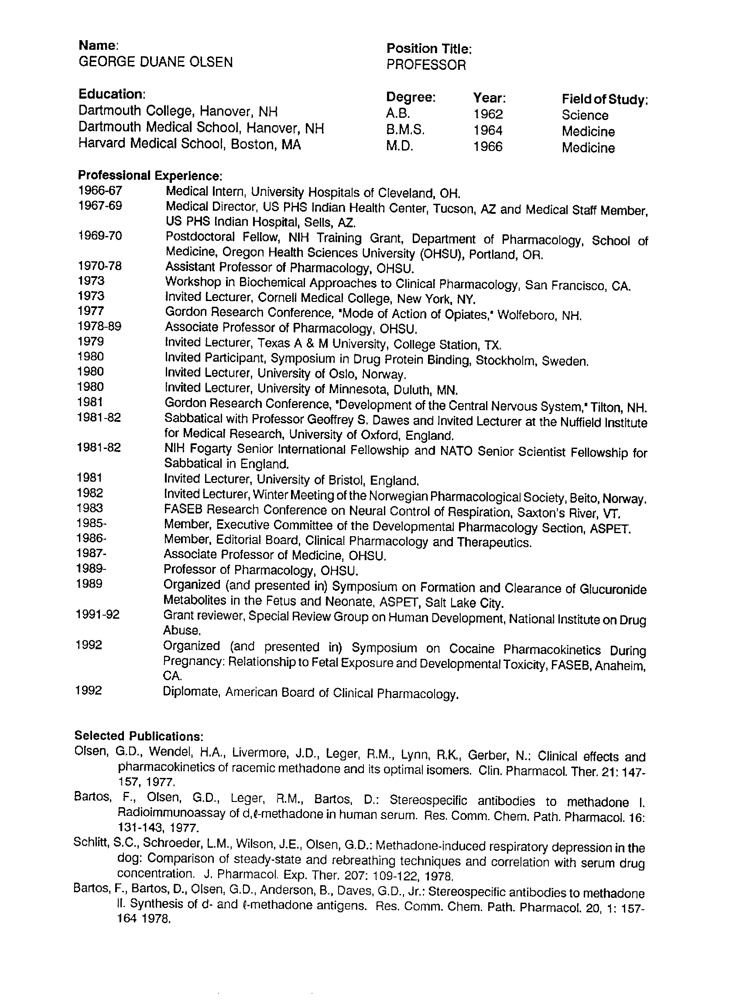 Name:
GEORGE DUANE OLSEN
Position Title:
PROFESSOR
Education:
Degree: Year: Field of Study:
Dartmouth College, Hanover, NH A.B. 1962 Science
Dartmouth Medical School, Hanover, NH B.M.S. 1964 Medicine
Harvard Medical School, Boston, MA M.D. 1966 Medicine
Professional Experience:
1966-67 Medical Intern, University Hospitals of Cleveland, OH.
1967-69 Medical Director, US PHS Indian Health Center, Tucson, AZ and Medical Staff Member,
US PHS Indian Hospital, Sells, AZ.
1969-70 Postdoctoral Fellow, NIH Training Grant, Department of Pharmacology, School of
Medicine, Oregon Health Sciences University (OHSU), Portland, OR.
1970-78 Assistant Professor of Pharmacology, OHSU.
1973 Workshop in Biochemical Approaches to Clinical Pharmacology, San Francisco, CA.
1973 Invited Lecturer, Cornell Medical College, New York, NY.
1977 Gordon Research Conference, "Mode of Action of Opiates," Wolfeboro, NH.
1978-89 Associate Professor of Pharmacology, OHSU.
1979 Invited Lecturer, Texas A & M University, College Station, TX.
1980 Invited Participant, Symposium in Drug Protein Binding, Stockholm, Sweden.
1980 Invited Lecturer, University of Oslo, Norway.
1980 Invited Lecturer, University of Minnesota, Duluth, MN.
1981 Gordon Research Conference, "Development of the Central Nervous System," Tilton, NH.
1981-82 Sabbatical with Professor Geoffrey S. Dawes and Invited Lecturer at the Nuffield Institute
for Medical Research, University of Oxford, England.
1981-82 NIH Fogarty Senior International Fellowship and NATO Senior Scientist Fellowship for
Sabbatical in England.
1981 Invited Lecturer, University of Bristol, England.
1982 Invited Lecturer, Winter Meeting of the Norwegian Pharmacological Society, Beito, Norway.
1983 FASEB Research Conference on Neural Control of Respiration, Saxton's River, VT.
1985- Member, Executive Committee of the Developmental Pharmacology Section, ASPET.
1986- Member, Editorial Board, Clinical Pharmacology and Therapeutics.
1987- Associate Professor of Medicine, OHSU.
1989- Professor of Pharmacology, OHSU.
1989 Organized (and presented in) Symposium on Formation and Clearance of Glucuronide
Metabolites in the Fetus and Neonate, ASPET, Salt Lake City.
1991-92 Grant reviewer, Special Review Group on Human Development, National Institute on Drug
Abuse.
1992 Organized (and presented in) Symposium on Cocaine Pharmacokinetics During
Pregnancy: Relationship to Fetal Exposure and Developmental Toxicity, FASEB, Anaheim,
CA.
1992 Diplomate, American Board of Clinical Pharmacology.
Selected Publications:
Olsen, G.D., Wendel, H.A., Livermore, J.D., Leger, R.M., Lynn, R.K., Gerber, N.: Clinical effects and
pharmacokinetics of racemic methadone and its optimal isomers. Clin. Pharmacol. Ther. 21: 147-
157, 1977.
Bartos, F., Olsen, G.D., Leger, R.M., Bartos, D.: Stereospecific antibodies to methadone I.
Radioimmunoassay of d,ℓ-methadone in human serum. Res. Comm. Chem. Path. Pharmacol. 16:
131-143, 1977.
Schlitt, S.C., Schroeder, L.M., Wilson, J.E., Olsen, G.D.: Methadone-induced respiratory depression in the
dog: Comparison of steady-state and rebreathing techniques and correlation with serum drug
concentration. J. Pharmacol. Exp. Ther. 207: 109-122, 1978.
Bartos, F., Bartos, D., Olsen, G.D., Anderson, B., Daves, G.D., Jr.: Stereospecific antibodies to methadone
II. Synthesis of d- and ℓ-methadone antigens. Res. Comm. Chem. Path. Pharmacol. 20, 1: 157-
164 1978.